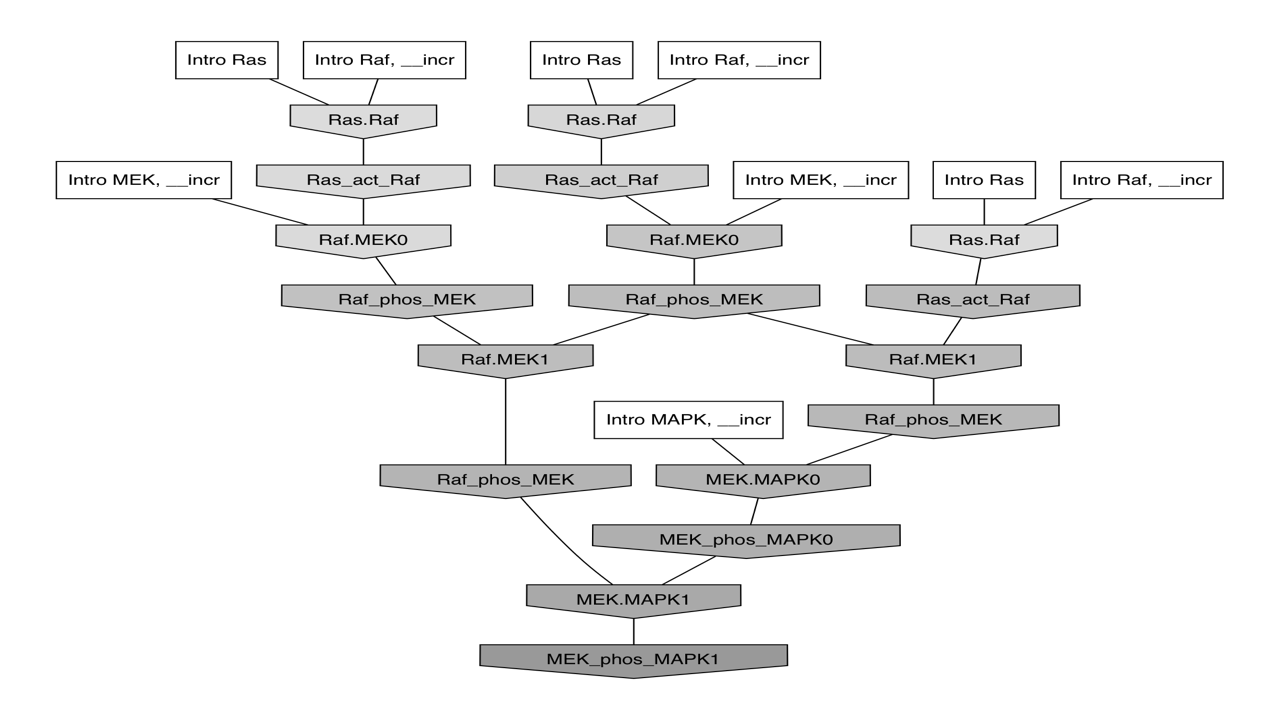 Intro Ras
Intro Raf, __incr
Intro Ras
Intro Raf, __incr
Ras.Raf
Ras.Raf
Intro MEK, __incr
Ras_act_Raf
Ras_act_Raf
Intro MEK, __incr
Intro Ras
Intro Raf, __incr
Raf.MEK0
Raf.MEK0
Ras.Raf
Raf_phos_MEK
Raf_phos_MEK
Ras_act_Raf
Raf.MEK1
Raf.MEK1
Intro MAPK, __incr
Raf_phos_MEK
Raf_phos_MEK
MEK.MAPK0
MEK_phos_MAPK0
MEK.MAPK1
MEK_phos_MAPK1